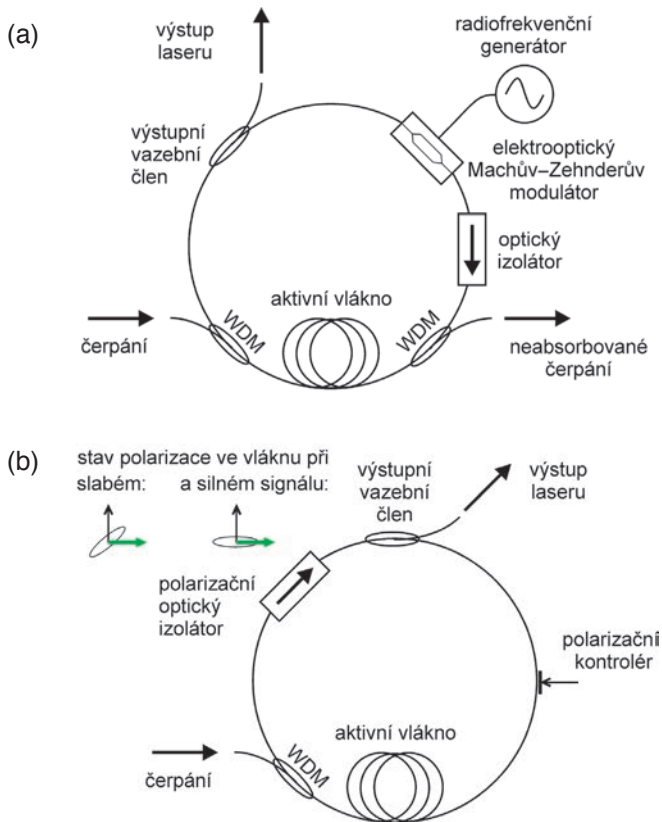 (a)
výstup
laseru
radiofrekvenční
generátor
výstupní
vazební
člen
elektrooptický
Machův–Zehnderův
modulátor
optický
izolátor
aktivní vlákno
čerpání
WDM
WDM
neabsorbované
čerpání
(b)
stav polarizace ve vláknu při
slabém:
a silném signálu:
výstupní
vazební
člen
výstup
laseru
polarizační
optický
izolátor
polarizační
kontrolér
aktivní vlákno
WDM
čerpání